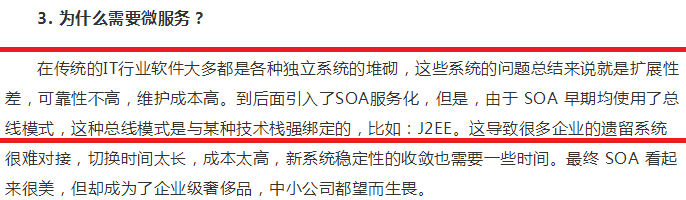 3. 为什么需要微服务？
在传统的IT行业软件大多都是各种独立系统的堆砌，这些系统的问题总结来说就是扩展性
差，可靠性不高，维护成本高。到后面引入了SOA服务化，但是，由于 SOA 早期均使用了总
线模式，这种总线模式是与某种技术栈强绑定的，比如：J2EE。这导致很多企业的遗留系统
很难对接，切换时间太长，成本太高，新系统稳定性的收敛也需要一些时间。最终 SOA 看起
来很美，但却成为了企业级奢侈品，中小公司都望而生畏。